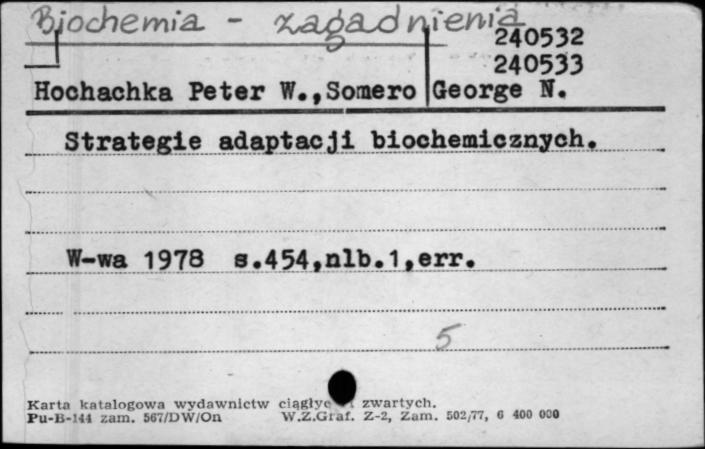 Biochemia - zagadnienia
240532
240533
Hochachka Peter W.,Somero George N.
Strategie adaptacji biochemicznych.
W-wa 1978 s.454,nlb.1,err.
5
Karta katalogowa wydawnictw zwartych.
Pu-B-144 zam. 567/DW/On W.Z.Graf. Z-2, Zam. 502/77, 6 400 000